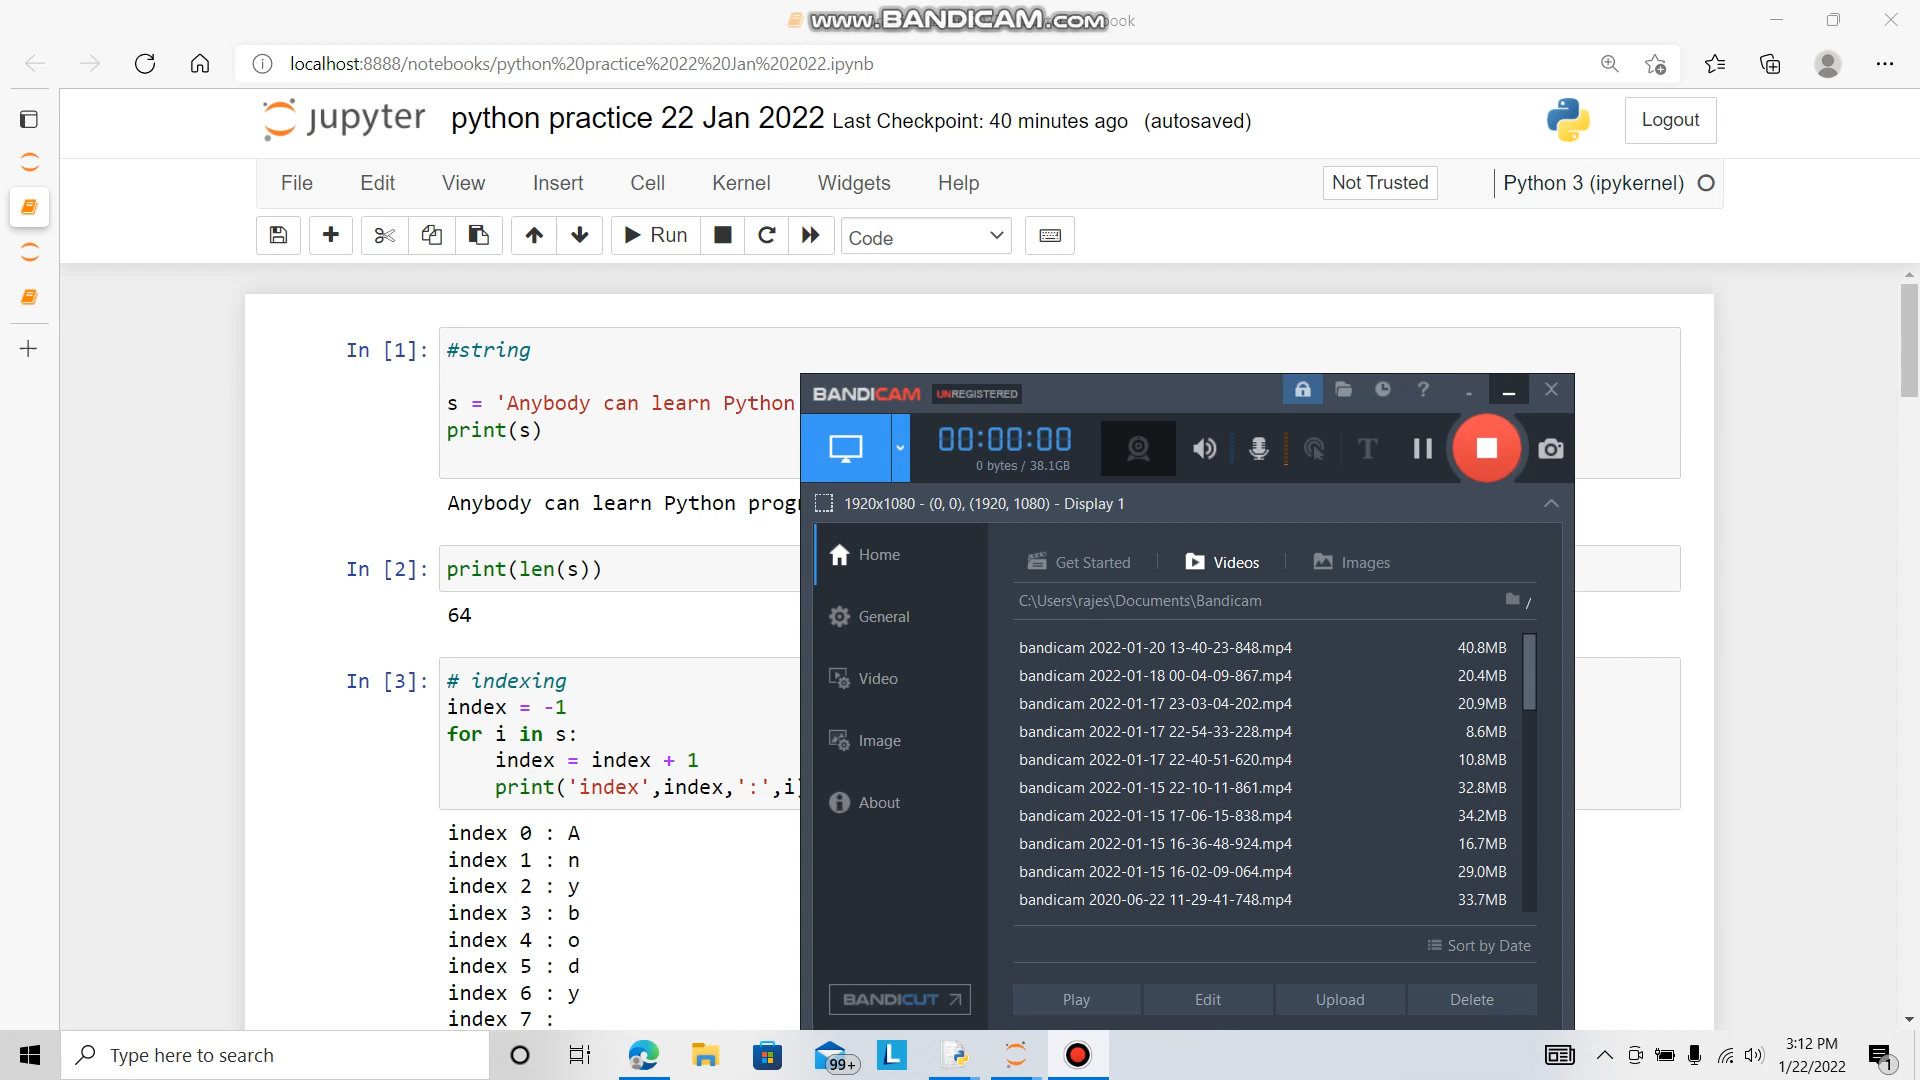 www.BANDICAM.com
ook
localhost:8888/notebooks/python%20practice%2022%20Jan%202022.ipynb
jupyter python practice 22 Jan 2022 Last Checkpoint: 40 minutes ago (autosaved)
Logout
File Edit View Insert Cell Kernel Widgets Help
Not Trusted
Python 3 (ipykernel)
Run
Code
In [1]: #string
s = 'Anybody can learn Python
print(s)
Anybody can learn Python prog
In [2]: print(len(s))
64
In [3]: # indexing
index = -1
for i in s:
index = index + 1
print('index',index,':',i)
index 0 : A
index 1 : n
index 2 : y
index 3 : b
index 4 : o
index 5 : d
index 6 : y
index 7 :
BANDICAM UNREGISTERED
00:00:00
0 bytes / 38.1GB
1920x1080 - (0, 0), (1920, 1080) - Display 1
Home
General
Video
Image
About
BANDICUT
Get Started
Videos
Images
C:\Users\rajes\Documents\Bandicam
/
bandicam 2022-01-20 13-40-23-848.mp4 40.8MB
bandicam 2022-01-18 00-04-09-867.mp4 20.4MB
bandicam 2022-01-17 23-03-04-202.mp4 20.9MB
bandicam 2022-01-17 22-54-33-228.mp4 8.6MB
bandicam 2022-01-17 22-40-51-620.mp4 10.8MB
bandicam 2022-01-15 22-10-11-861.mp4 32.8MB
bandicam 2022-01-15 17-06-15-838.mp4 34.2MB
bandicam 2022-01-15 16-36-48-924.mp4 16.7MB
bandicam 2022-01-15 16-02-09-064.mp4 29.0MB
bandicam 2020-06-22 11-29-41-748.mp4 33.7MB
Sort by Date
Play Edit Upload Delete
Type here to search
99+
L
3:12 PM
1/22/2022
1